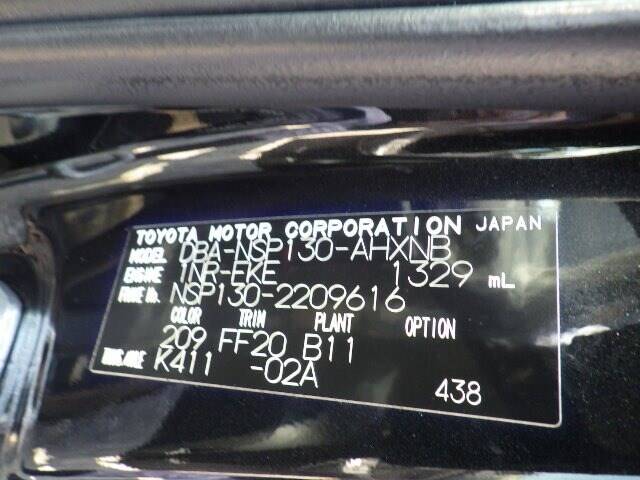 TOYOTA MOTOR CORPORATION JAPAN
MODEL DBA-NSP130-AHXNB
ENGINE 1NR-EKE 1329 mL
FRAME No. NSP130-2209616
COLOR TRIM PLANT OPTION
209 FF20 B11
TRANS/AXLE K411 -02A
438